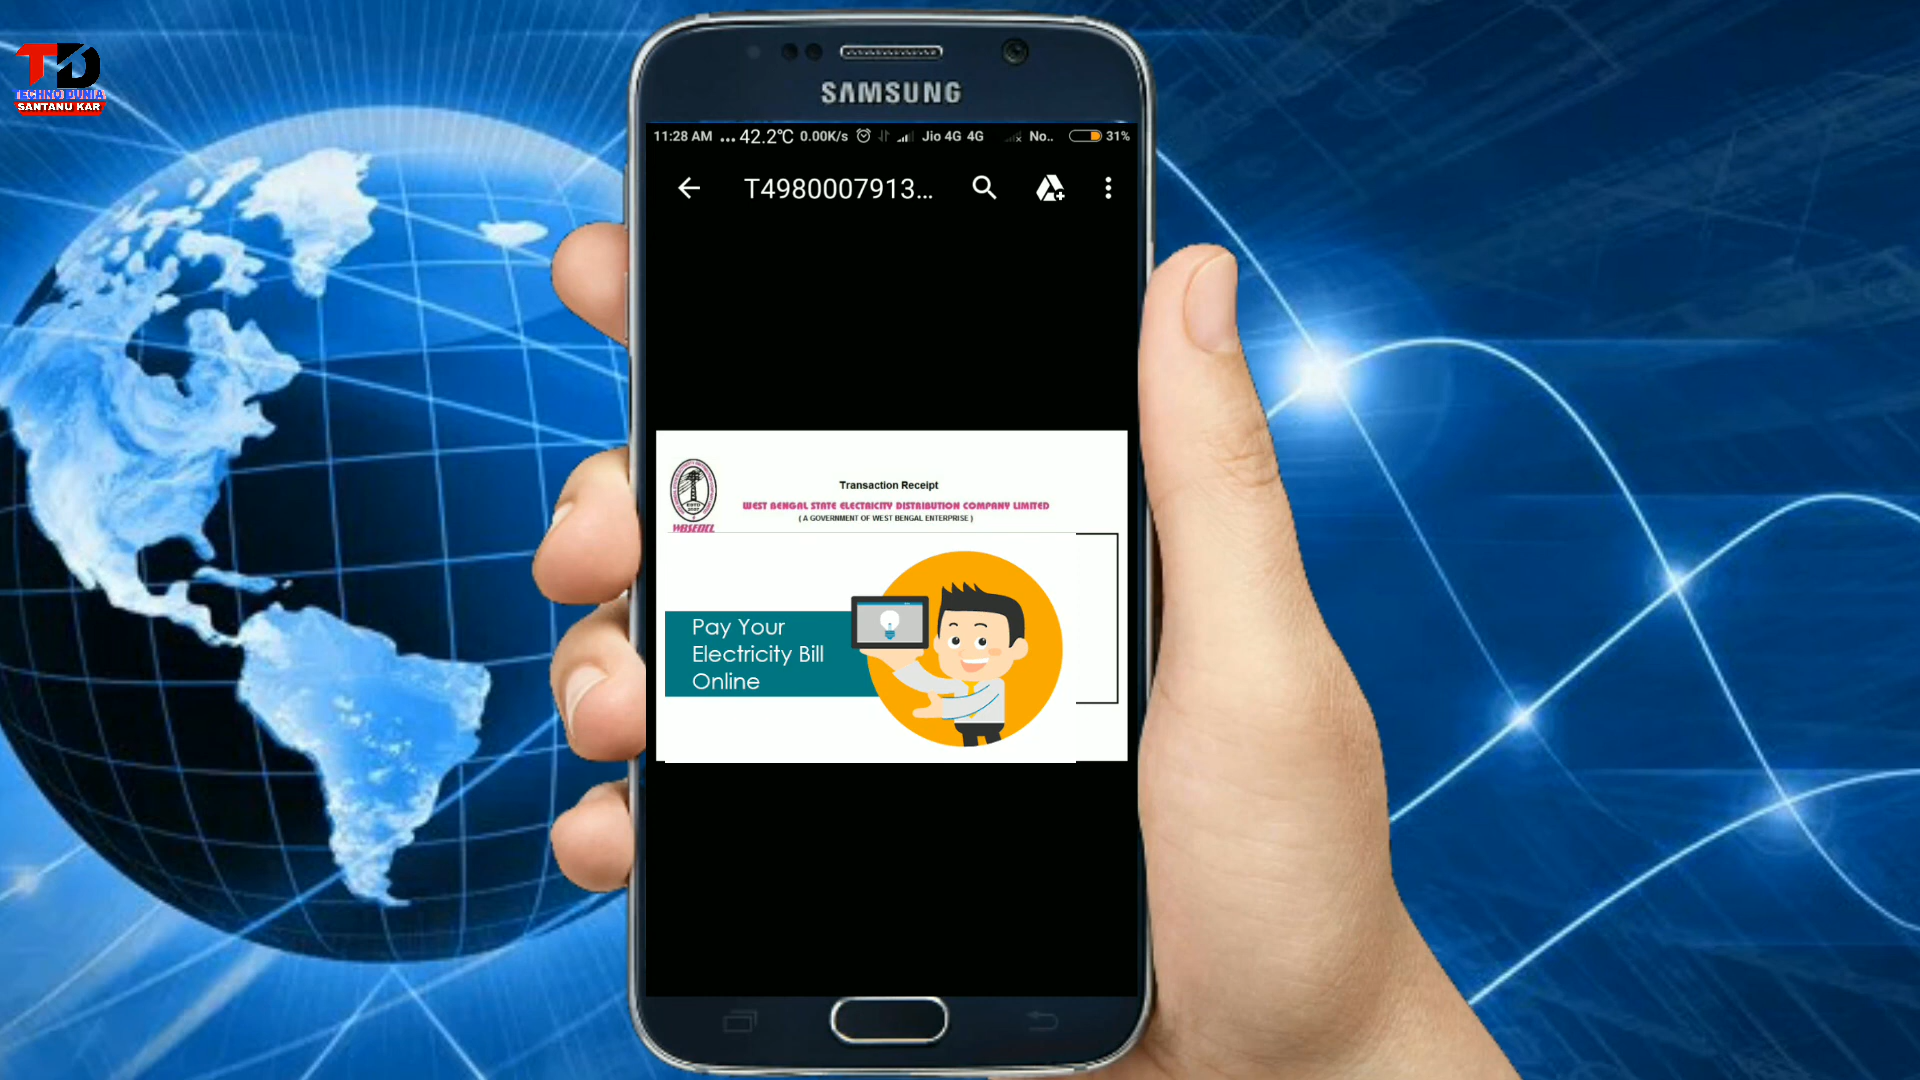 TD
TECHNO DUNIA
SANTANU KAR
SAMSUNG
11:28 AM ... 42.2℃ 0.00K/s Jio 4G 4G No.. 31%
T4980007913...
Transaction Receipt
WEST BENGAL STATE ELECTRICITY DISTRIBUTION COMPANY LIMITED
( A GOVERNMENT OF WEST BENGAL ENTERPRISE )
WBSEDCL
Pay Your
Electricity Bill
Online